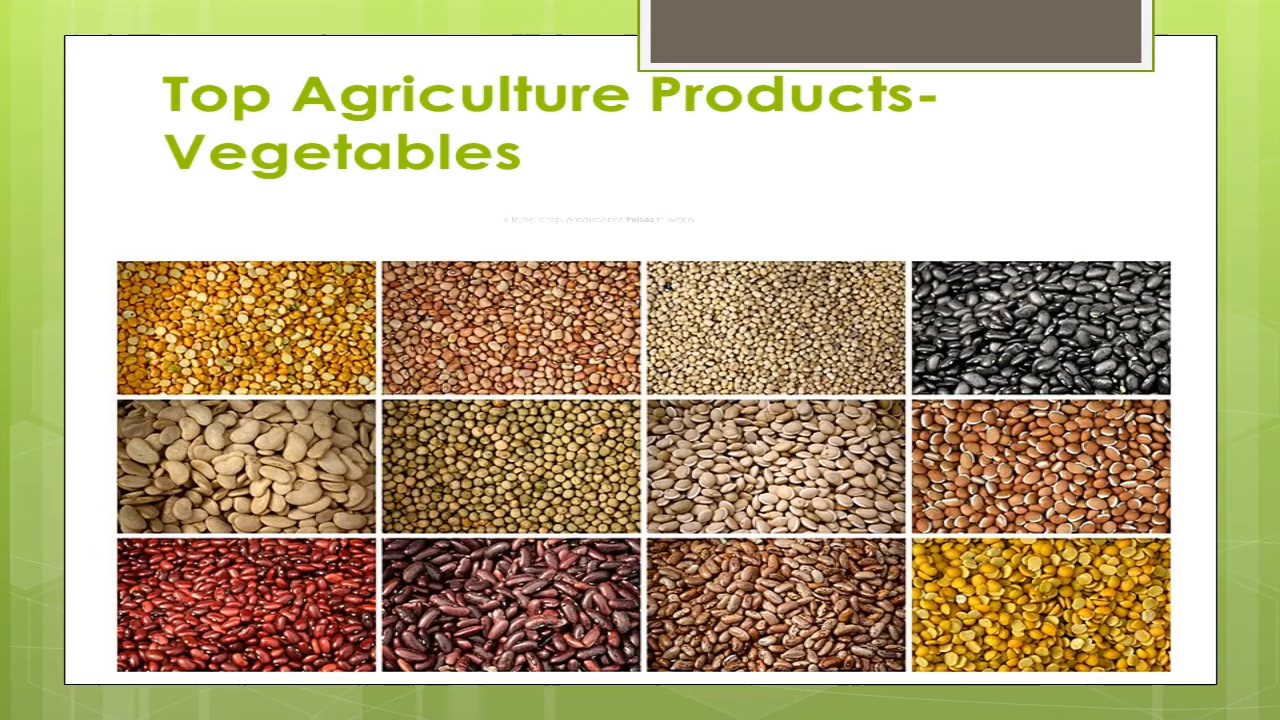 Top Agriculture Products-
Vegetables
India is top producer of Pulses in world